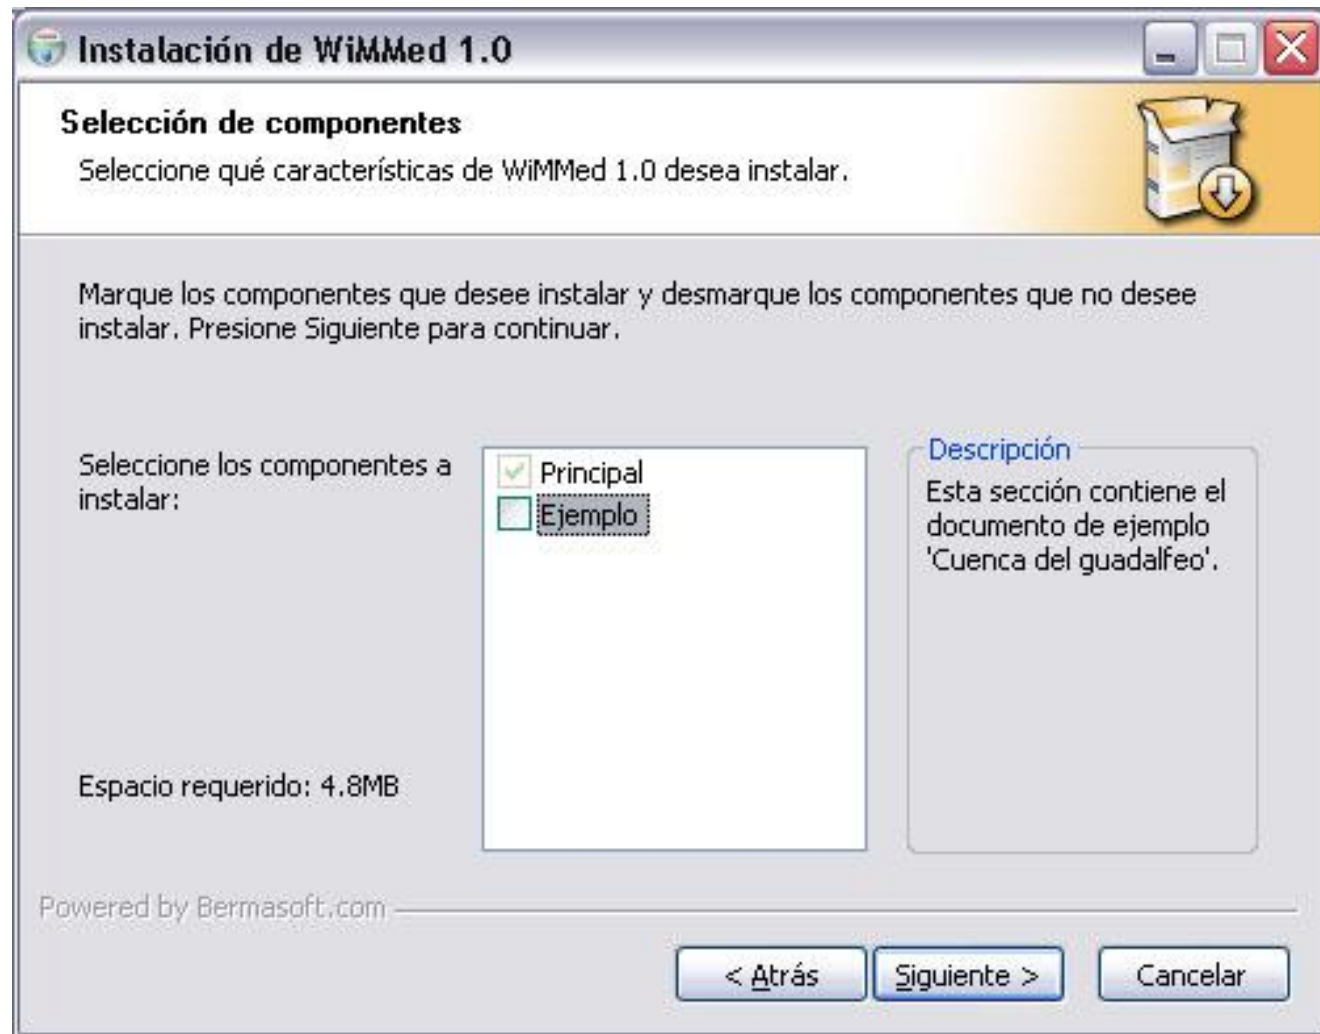 Instalación de WiMMed 1.0
Selección de componentes
Seleccione qué características de WiMMed 1.0 desea instalar.
Marque los componentes que desee instalar y desmarque los componentes que no desee
instalar. Presione Siguiente para continuar.
Seleccione los componentes a
instalar:
Principal
Ejemplo
Descripción
Esta sección contiene el
documento de ejemplo
'Cuenca del guadalfeo'.
Espacio requerido: 4.8MB
Powered by Bermasoft.com
< Atrás
Siguiente >
Cancelar